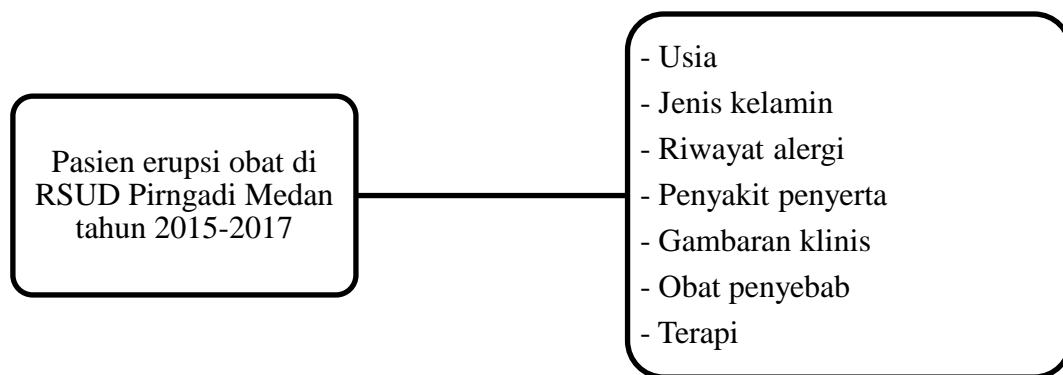 Pasien erupsi obat di
RSUD Pirngadi Medan
tahun 2015-2017
- Usia
- Jenis kelamin
- Riwayat alergi
- Penyakit penyerta
- Gambaran klinis
- Obat penyebab
- Terapi